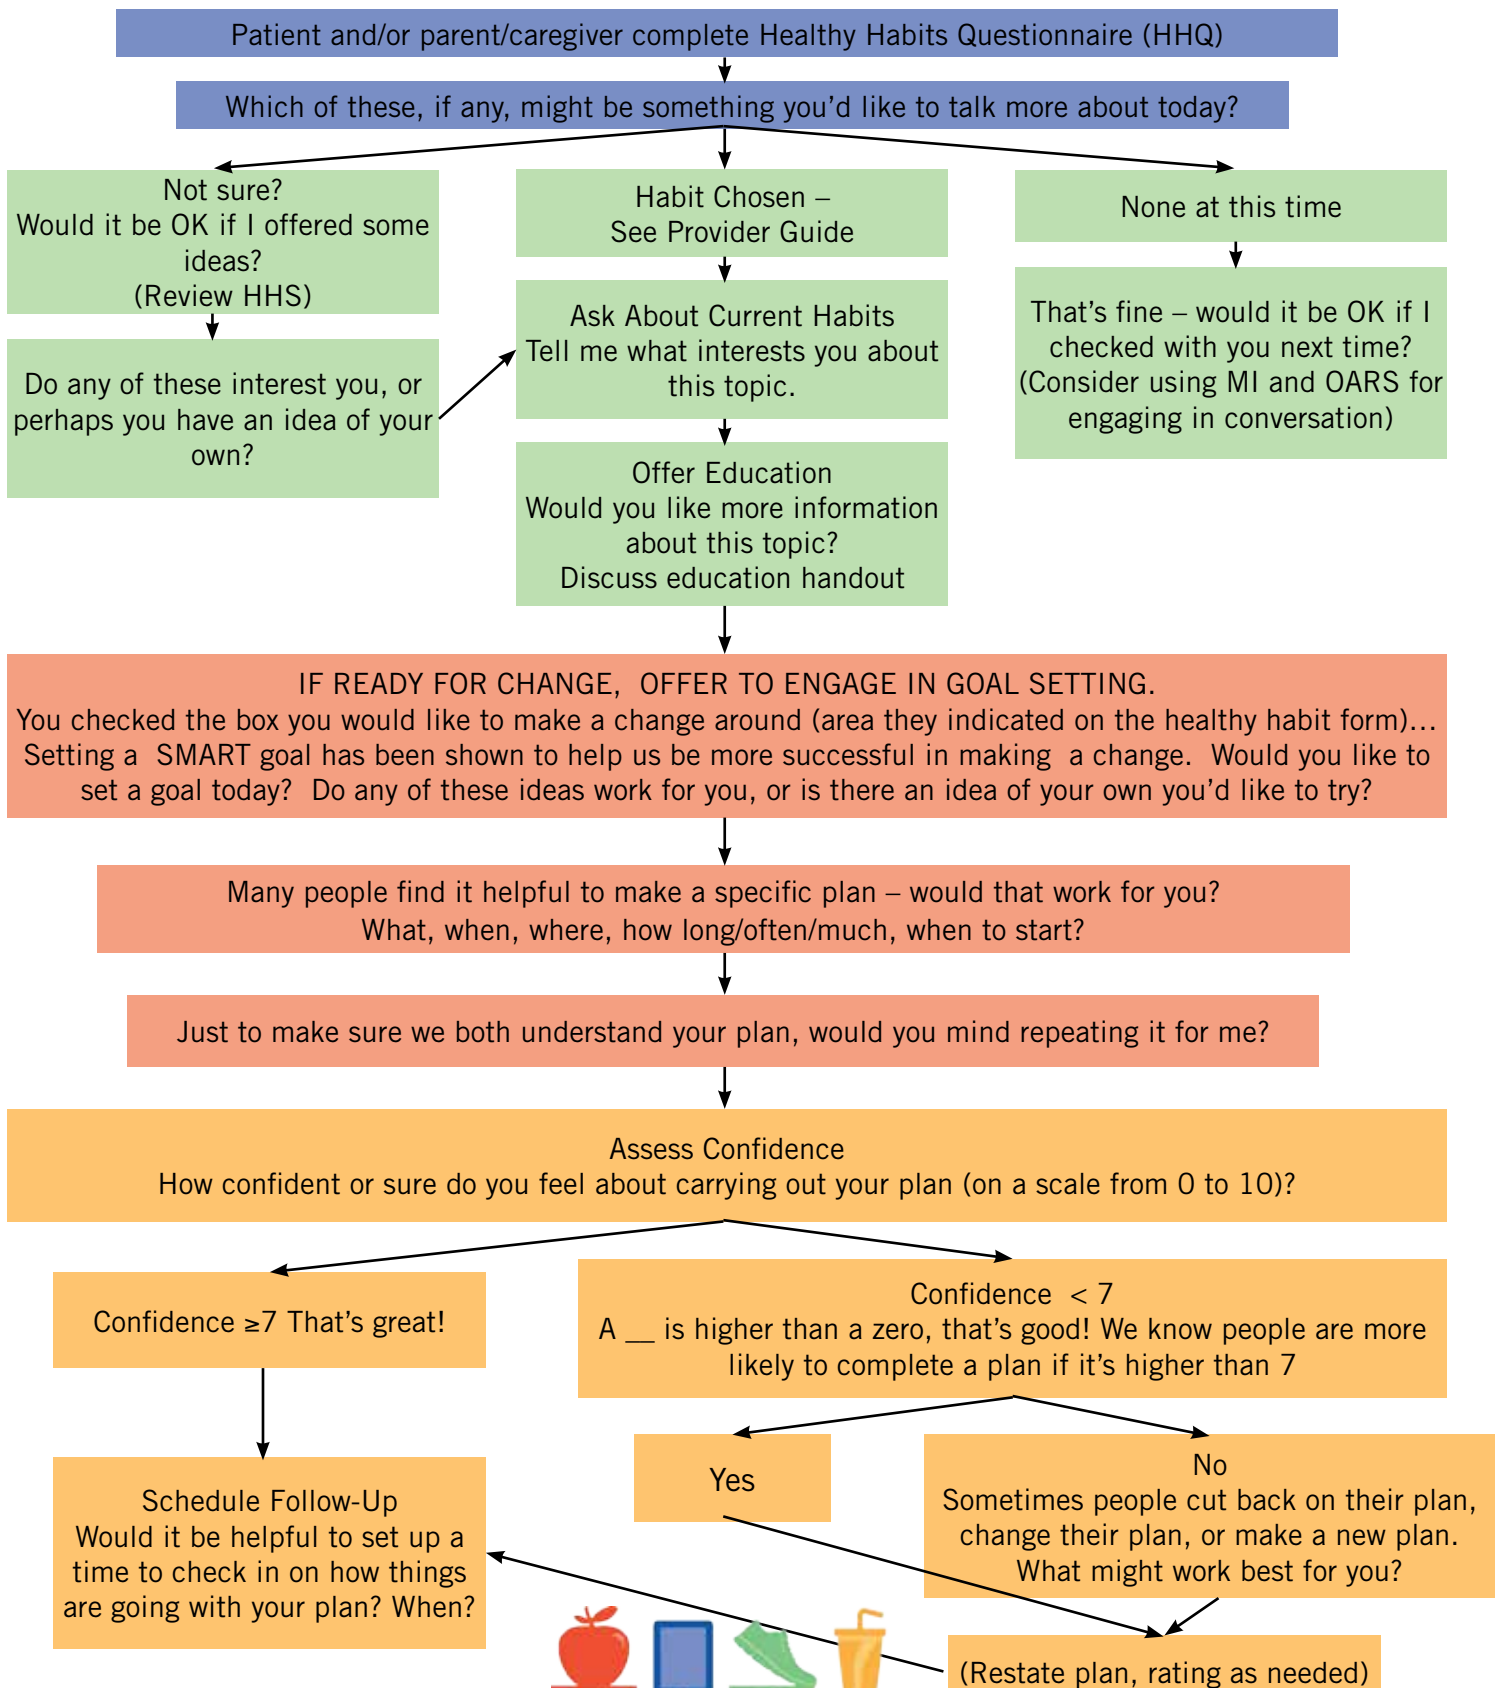 Patient and/or parent/caregiver complete Healthy Habits Questionnaire (HHQ)
Which of these, if any, might be something you’d like to talk more about today?
Not sure?
Would it be OK if I offered some
ideas?
(Review HHS)
Do any of these interest you, or
perhaps you have an idea of your
own?
Habit Chosen –
See Provider Guide
Ask About Current Habits
Tell me what interests you about
this topic.
Offer Education
Would you like more information
about this topic?
Discuss education handout
None at this time
That’s fine – would it be OK if I
checked with you next time?
(Consider using MI and OARS for
engaging in conversation)
IF READY FOR CHANGE,  OFFER TO ENGAGE IN GOAL SETTING.
You checked the box you would like to make a change around (area they indicated on the healthy habit form)...
Setting a  SMART goal has been shown to help us be more successful in making  a change.  Would you like to
set a goal today?  Do any of these ideas work for you, or is there an idea of your own you’d like to try?
Many people find it helpful to make a specific plan – would that work for you?
What, when, where, how long/often/much, when to start?
Just to make sure we both understand your plan, would you mind repeating it for me?
Assess Confidence
How confident or sure do you feel about carrying out your plan (on a scale from 0 to 10)?
Confidence ≥7 That’s great!
Schedule Follow-Up
Would it be helpful to set up a
time to check in on how things
are going with your plan? When?
Confidence  < 7
A __ is higher than a zero, that’s good! We know people are more
likely to complete a plan if it’s higher than 7
Yes
No
Sometimes people cut back on their plan,
change their plan, or make a new plan.
What might work best for you?
(Restate plan, rating as needed)